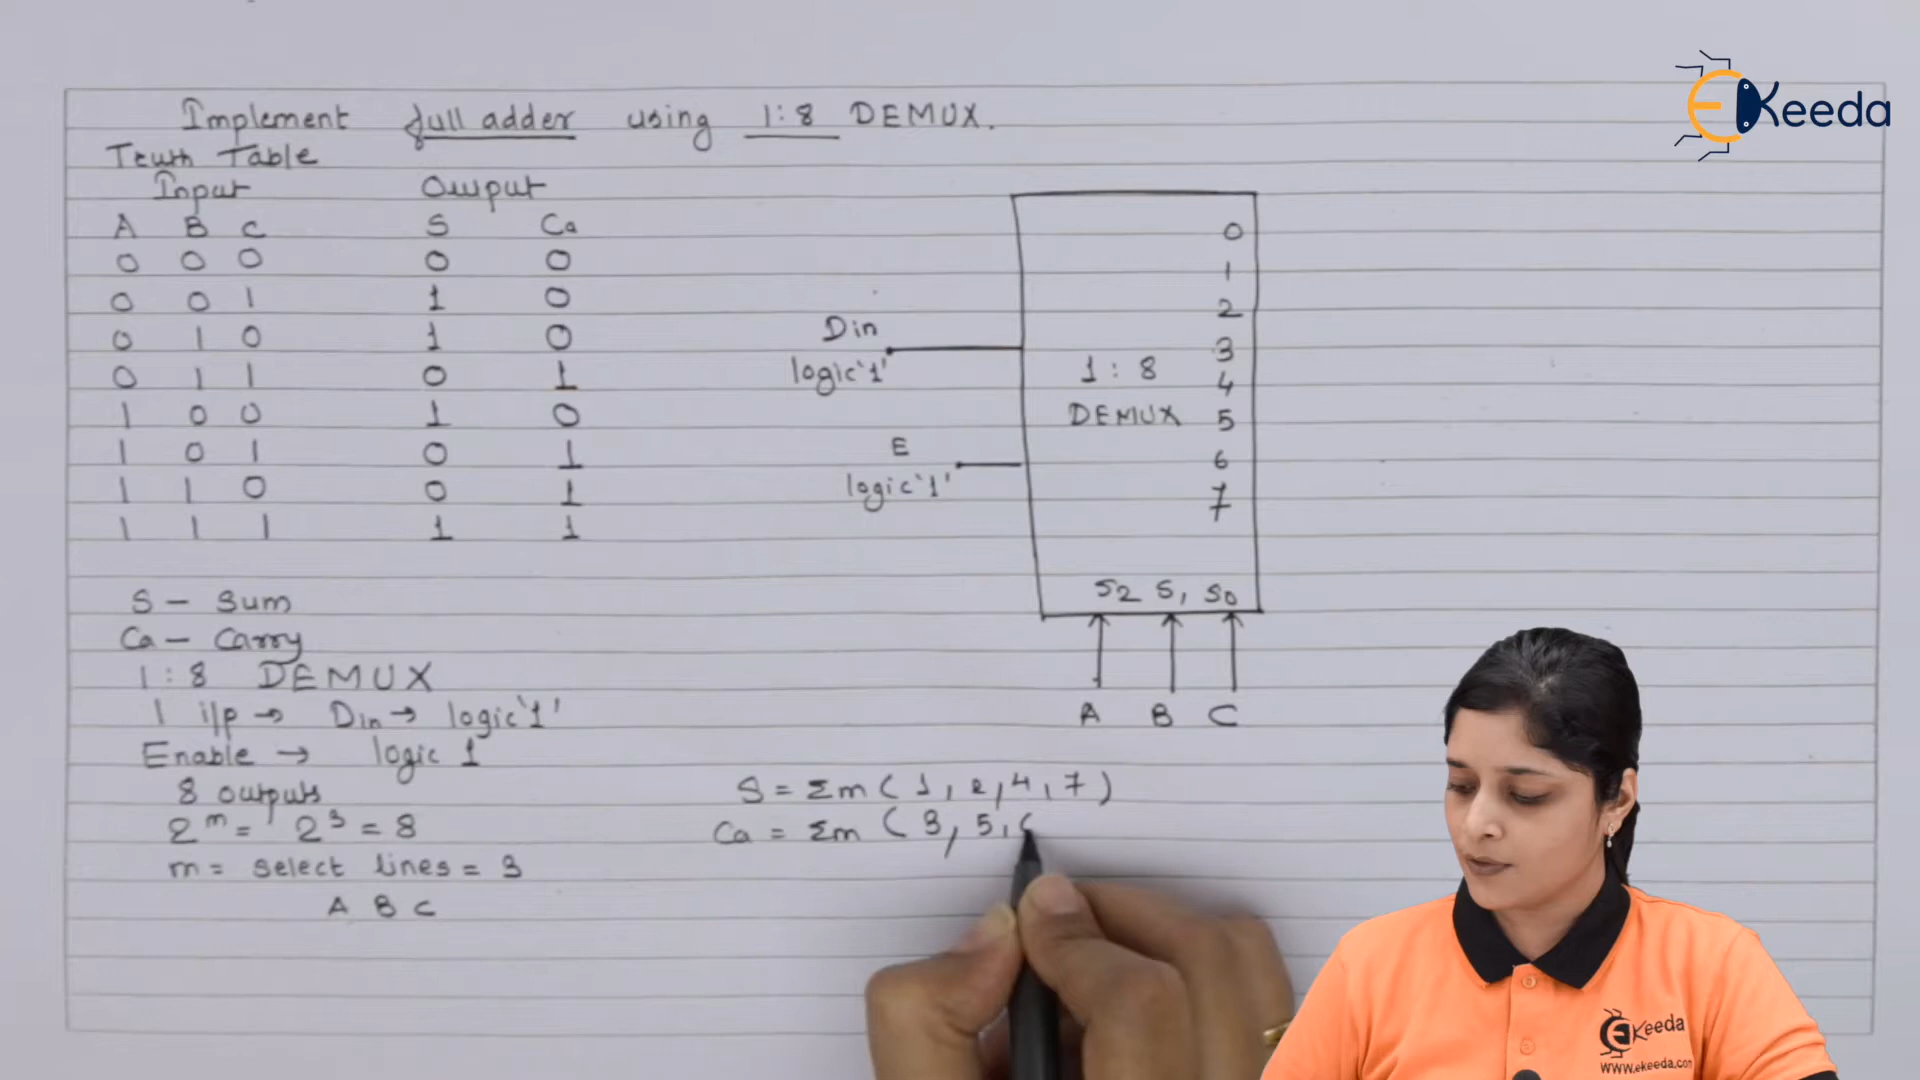 Implement full adder using 1:8 DEMUX.
Truth Table
Input Output
A B C S Ca
0 0 0 0 0
0 0 1 1 0
0 1 0 1 0
0 1 1 0 1
1 0 0 1 0
1 0 1 0 1
1 1 0 0 1
1 1 1 1 1
S - Sum
Ca - Carry
1:8 DEMUX
1 i/p → Din → logic '1'
Enable → logic 1
8 outputs
2^m = 2^3 = 8
m = select lines = 3
A B C
Din
logic '1'
E
logic '1'
1 : 8
DEMUX
0
1
2
3
4
5
6
7
S2 S1 S0
A B C
S = Σm ( 1, 2, 4, 7 )
Ca = Σm ( 3, 5, 
EKeeda
EKeeda
www.ekeeda.com